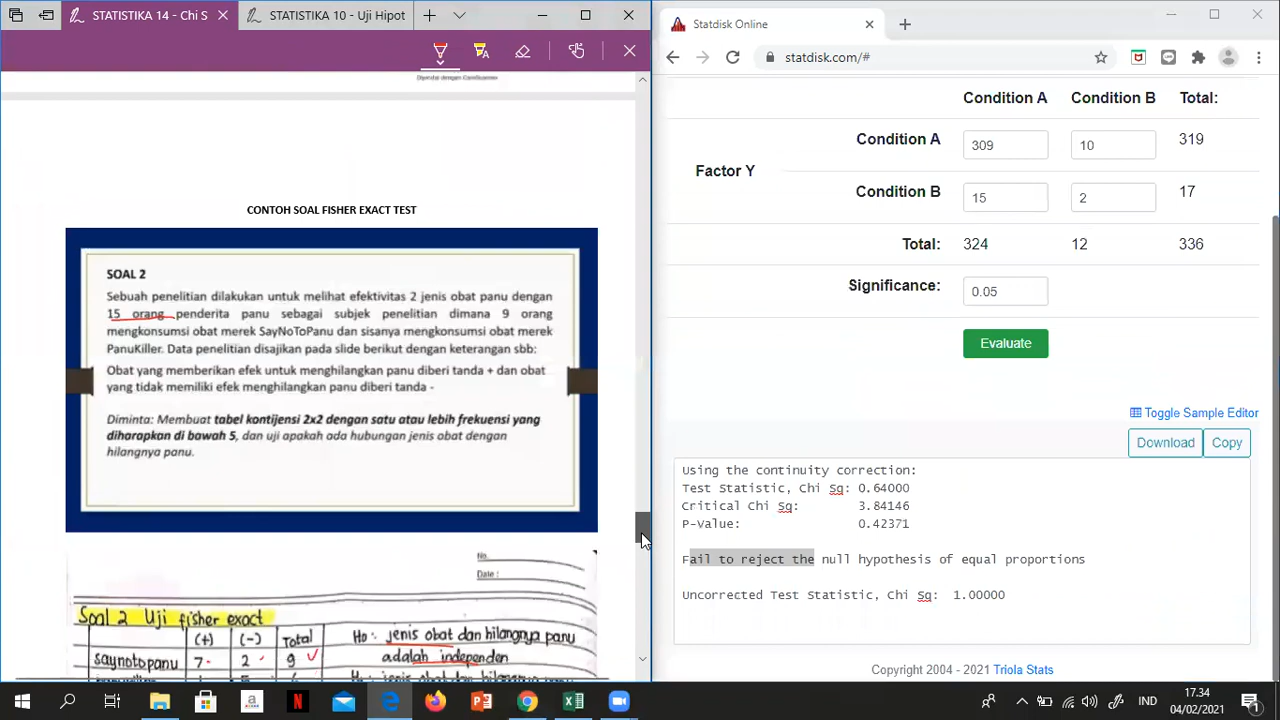 STATISTIKA 14 - Chi S
STATISTIKA 10 - Uji Hipot
CONTOH SOAL FISHER EXACT TEST
SOAL 2
Sebuah penelitian dilakukan untuk melihat efektivitas 2 jenis obat panu dengan
15 orang penderita panu sebagai subjek penelitian dimana 9 orang
mengkonsumsi obat merek SayNoToPanu dan sisanya mengkonsumsi obat merek
PanuKiller. Data penelitian disajikan pada slide berikut dengan keterangan sbb:
Obat yang memberikan efek untuk menghilangkan panu diberi tanda + dan obat
yang tidak memiliki efek menghilangkan panu diberi tanda -
Diminta: Membuat tabel kontijensi 2x2 dengan satu atau lebih frekuensi yang
diharapkan di bawah 5, dan uji apakah ada hubungan jenis obat dengan
hilangnya panu.
No.
Date :
Soal 2 Uji fisher exact
(+) (-) Total
saynotopanu 7 2 9
Ho : jenis obat dan hilangnya panu
adalah independen
Statdisk Online
statdisk.com/#
Condition A Condition B Total:
Factor Y
Condition A 309 10 319
Condition B 15 2 17
Total: 324 12 336
Significance: 0.05
Evaluate
Toggle Sample Editor
Download Copy
Using the continuity correction:
Test Statistic, Chi Sq: 0.64000
Critical Chi Sq: 3.84146
P-Value: 0.42371
Fail to reject the null hypothesis of equal proportions
Uncorrected Test Statistic, Chi Sq: 1.00000
Copyright 2004 - 2021 Triola Stats
IND
17.34
04/02/2021